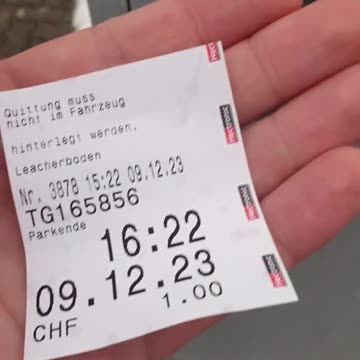 Quittung muss
nicht im Fahrzeug
hinterlegt werden.
Leacherboden
Nr. 3878 15:22 09.12.23
TG165856
Parkende
16:22
09.12.23
1.00
CHF